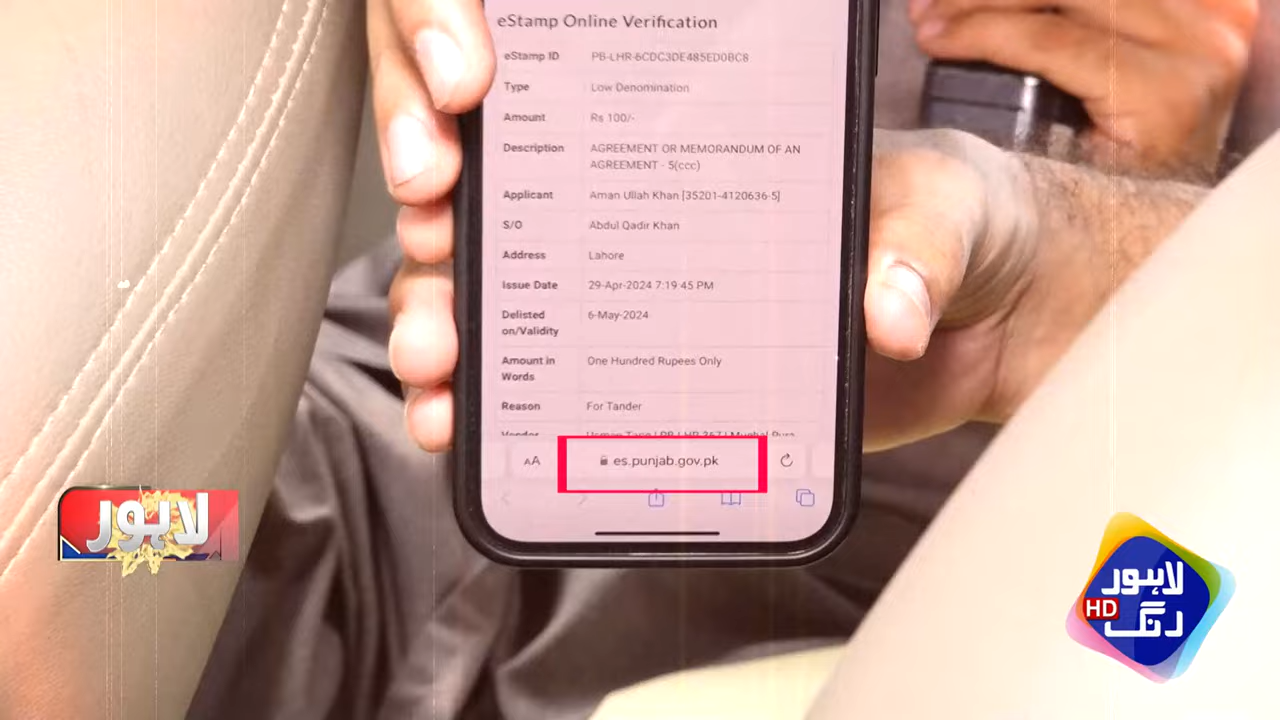 eStamp Online Verification
eStamp ID PB-LHR-6CDC3DE485ED0BC8
Type Low Denomination
Amount Rs 100/-
Description AGREEMENT OR MEMORANDUM OF AN
AGREEMENT - 5(ccc)
Applicant Aman Ullah Khan [35201-4120636-5]
S/O Abdul Qadir Khan
Address Lahore
Issue Date 29-Apr-2024 7:19:45 PM
Delisted 6-May-2024
on/Validity
Amount in One Hundred Rupees Only
Words
Reason For Tander
Vendor
AA es.punjab.gov.pk
لاہور
لاہور
HD رنگ